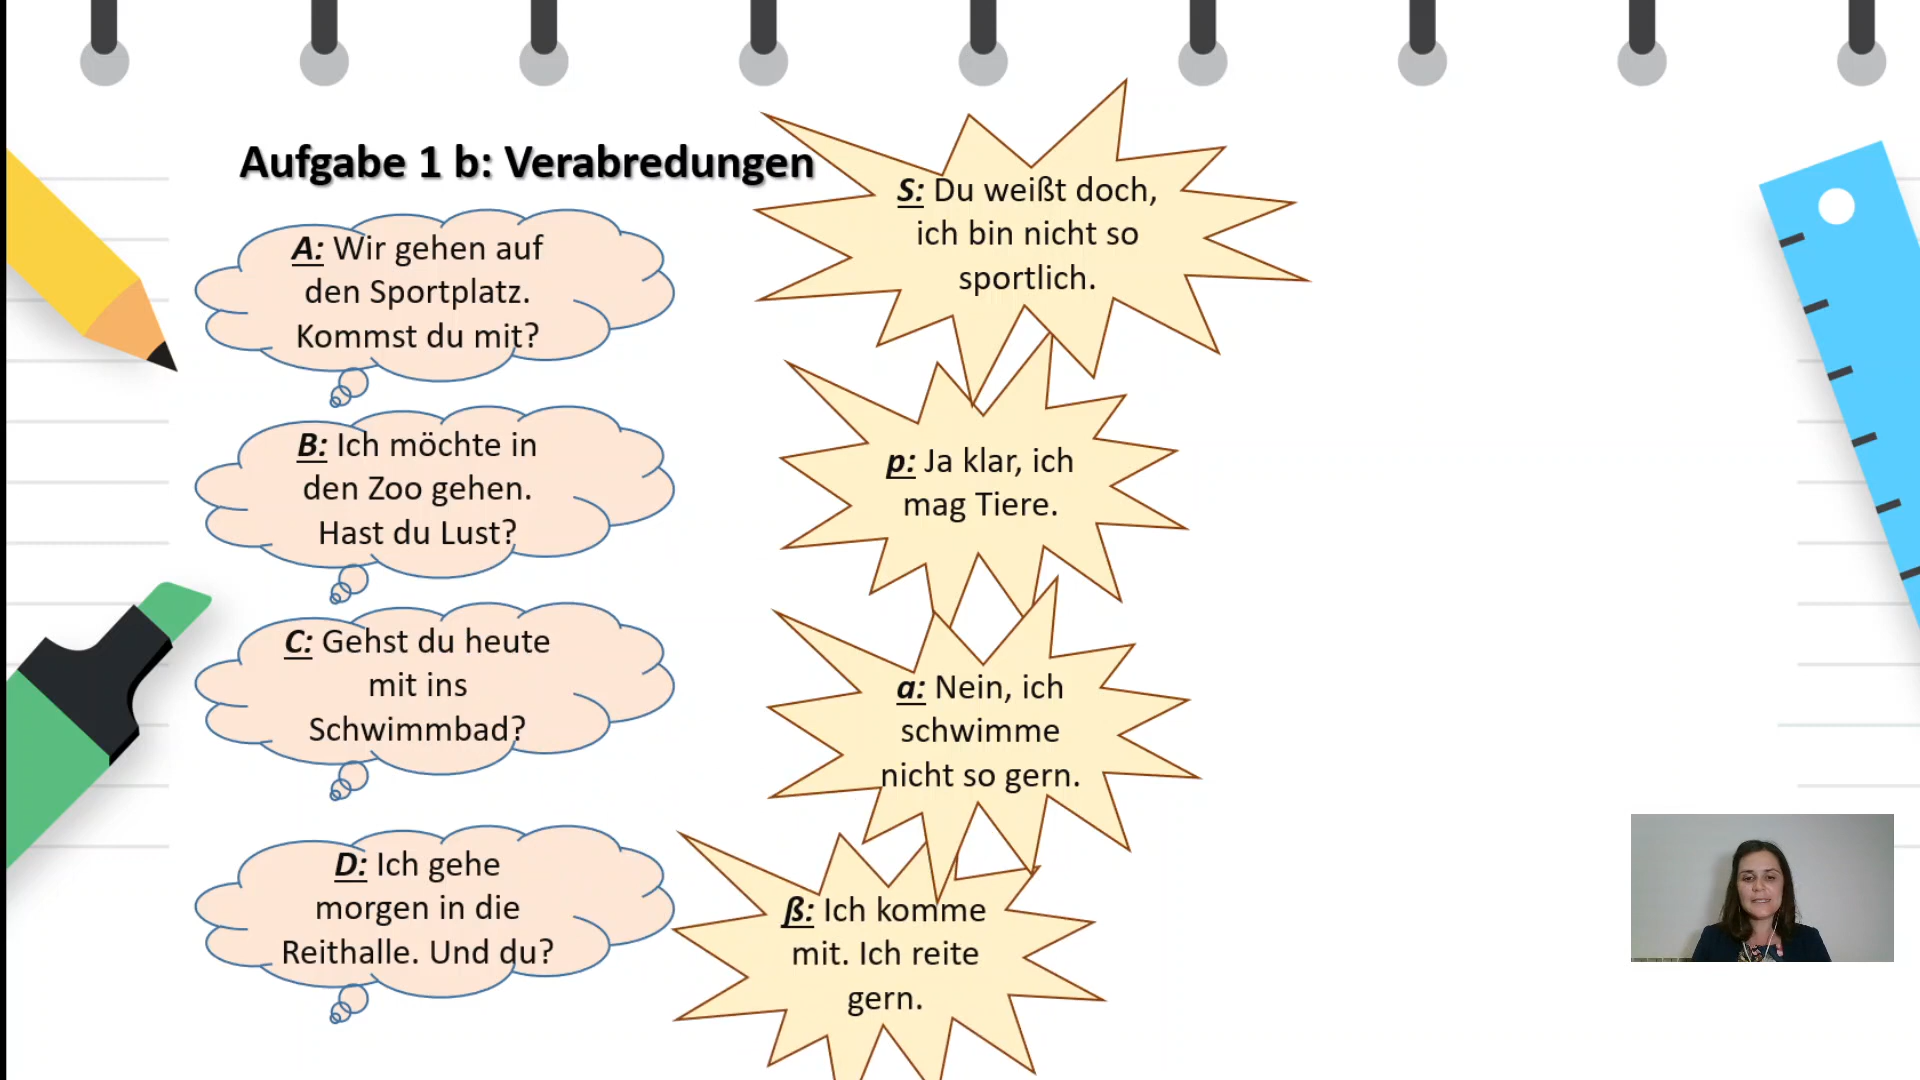 Aufgabe 1 b: Verabredungen
A: Wir gehen auf
den Sportplatz.
Kommst du mit?
S: Du weißt doch,
ich bin nicht so
sportlich.
B: Ich möchte in
den Zoo gehen.
Hast du Lust?
p: Ja klar, ich
mag Tiere.
C: Gehst du heute
mit ins
Schwimmbad?
a: Nein, ich
schwimme
nicht so gern.
D: Ich gehe
morgen in die
Reithalle. Und du?
ß: Ich komme
mit. Ich reite
gern.